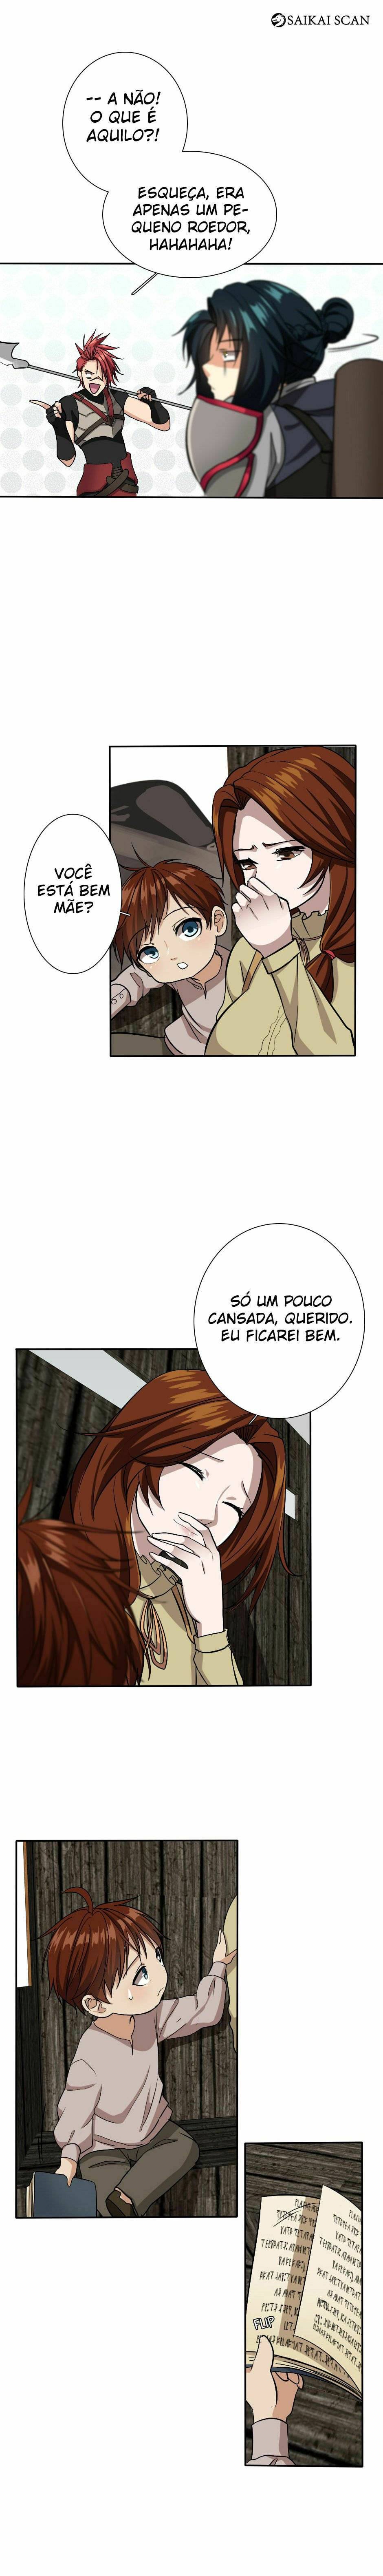 SAIKAI SCAN
-- A NÃO!
O QUE É
AQUILO?!
ESQUEÇA, ERA
APENAS UM PE-
QUENO ROEDOR,
HAHAHAHA!
VOCÊ
ESTÁ BEM
MÃE?
SÓ UM POUCO
CANSADA, QUERIDO.
EU FICAREI BEM.
FLIP